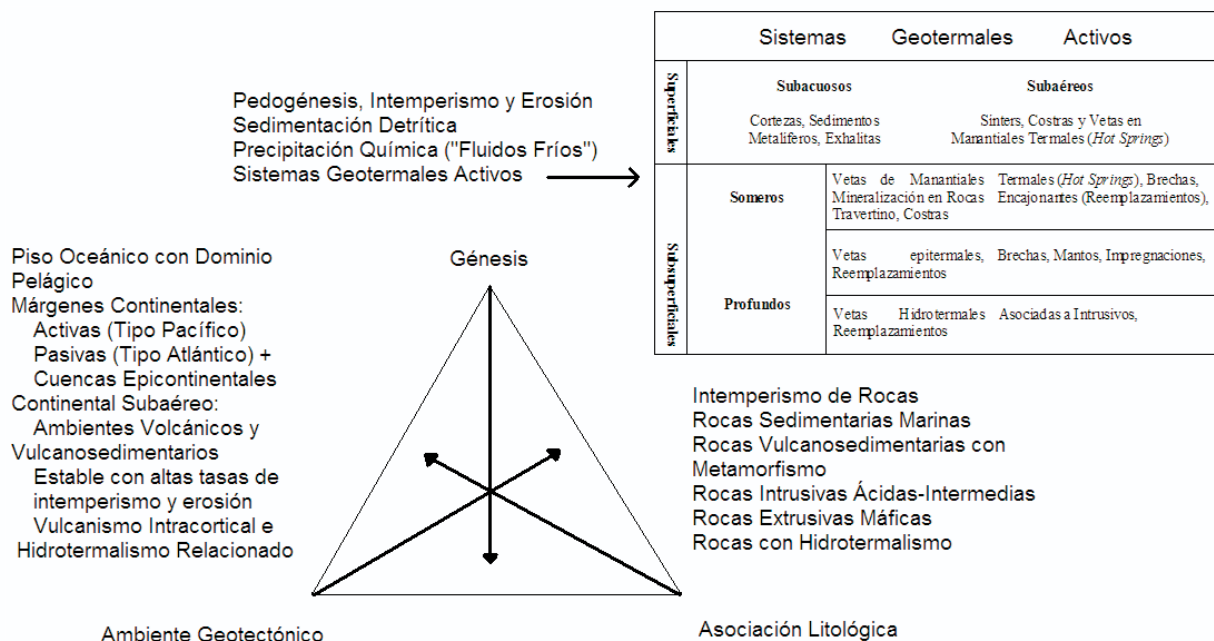 Sistemas Geotermales Activos
Superficiales
Subacuosos
Cortezas, Sedimentos
Metalíferos, Exhalitas
Subaéreos
Sinters, Costras y Vetas en
Manantiales Termales (Hot Springs)
Subsuperficiales
Someros
Vetas de Manantiales Termales (Hot Springs), Brechas,
Mineralización en Rocas Encajonantes (Reemplazamientos),
Travertino, Costras
Profundos
Vetas epitermales, Brechas, Mantos, Impregnaciones,
Reemplazamientos
Vetas Hidrotermales Asociadas a Intrusivos,
Reemplazamientos
Pedogénesis, Intemperismo y Erosión
Sedimentación Detrítica
Precipitación Química ("Fluidos Fríos")
Sistemas Geotermales Activos
Génesis
Piso Oceánico con Dominio
Pelágico
Márgenes Continentales:
Activas (Tipo Pacífico)
Pasivas (Tipo Atlántico) +
Cuencas Epicontinentales
Continental Subaéreo:
Ambientes Volcánicos y
Vulcanosedimentarios
Estable con altas tasas de
intemperismo y erosión
Vulcanismo Intracortical e
Hidrotermalismo Relacionado
Intemperismo de Rocas
Rocas Sedimentarias Marinas
Rocas Vulcanosedimentarias con
Metamorfismo
Rocas Intrusivas Ácidas-Intermedias
Rocas Extrusivas Máficas
Rocas con Hidrotermalismo
Ambiente Geotectónico
Asociación Litológica